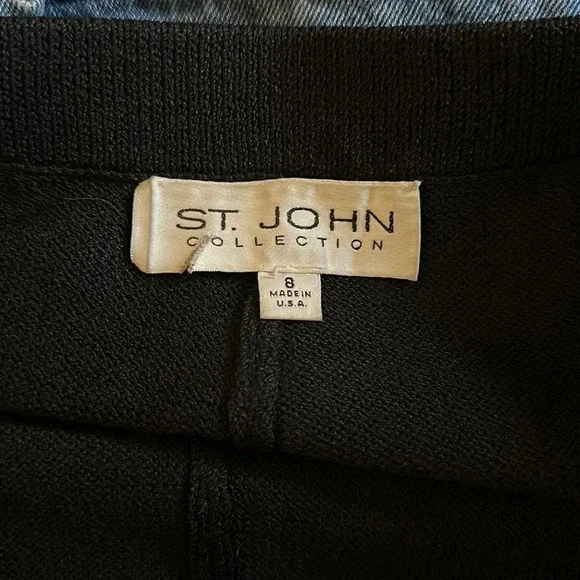 ST. JOHN
COLLECTION
8
MADE IN
U.S.A.